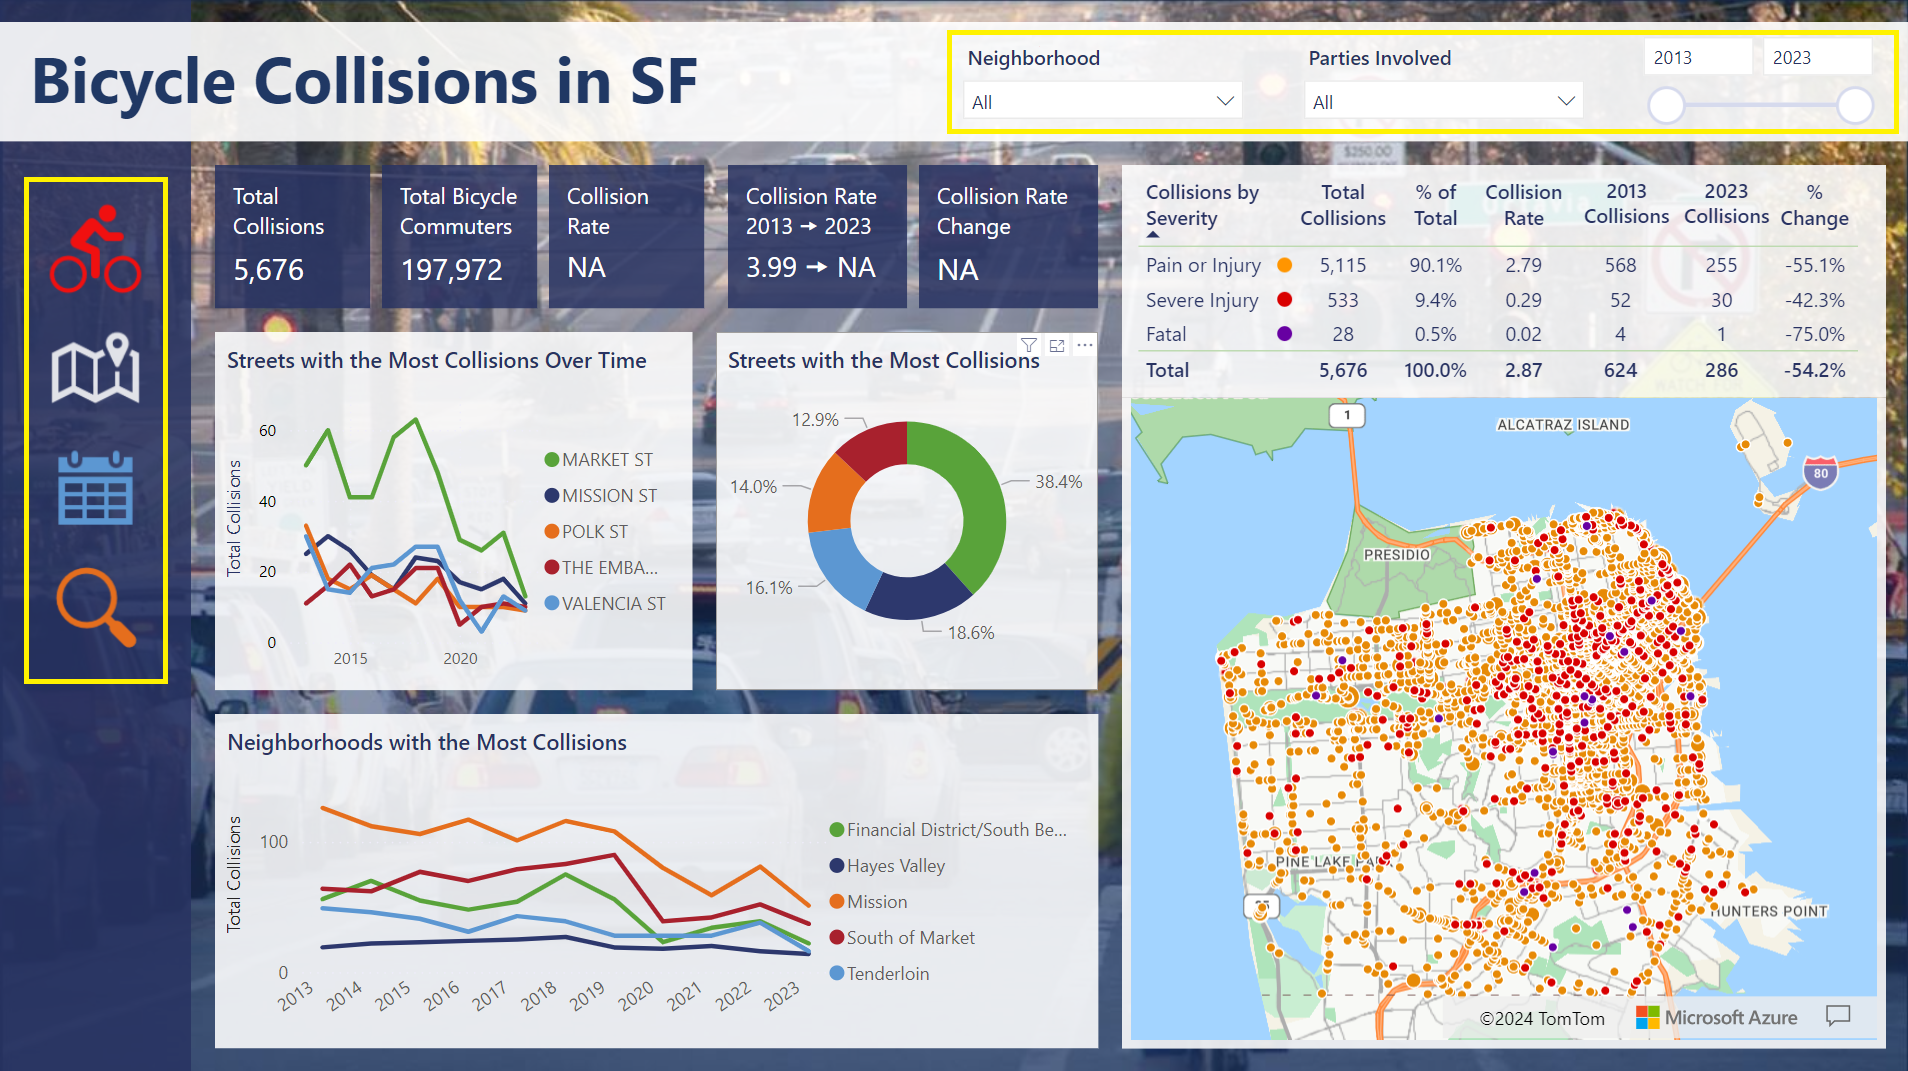 Bicycle Collisions in SF
Neighborhood
All
Parties Involved
All
2013
2023
Total
Collisions
5,676
Total Bicycle
Commuters
197,972
Collision
Rate
NA
Collision Rate
2013 → 2023
3.99 → NA
Collision Rate
Change
NA
Streets with the Most Collisions Over Time
Total Collisions
60
40
20
0
2015
2020
MARKET ST
MISSION ST
POLK ST
THE EMBA...
VALENCIA ST
Streets with the Most Collisions
12.9%
14.0%
38.4%
16.1%
18.6%
Neighborhoods with the Most Collisions
Total Collisions
100
0
2013
2014
2015
2016
2017
2018
2019
2020
2021
2022
2023
Financial District/South Be...
Hayes Valley
Mission
South of Market
Tenderloin
Collisions by Severity Total Collisions % of Total Collision Rate 2013 Collisions 2023 Collisions % Change
Pain or Injury 5,115 90.1% 2.79 568 255 -55.1%
Severe Injury 533 9.4% 0.29 52 30 -42.3%
Fatal 28 0.5% 0.02 4 1 -75.0%
Total 5,676 100.0% 2.87 624 286 -54.2%
1
ALCATRAZ ISLAND
80
PRESIDIO
PINE LAKE PA
HUNTERS POINT
©2024 TomTom
Microsoft Azure